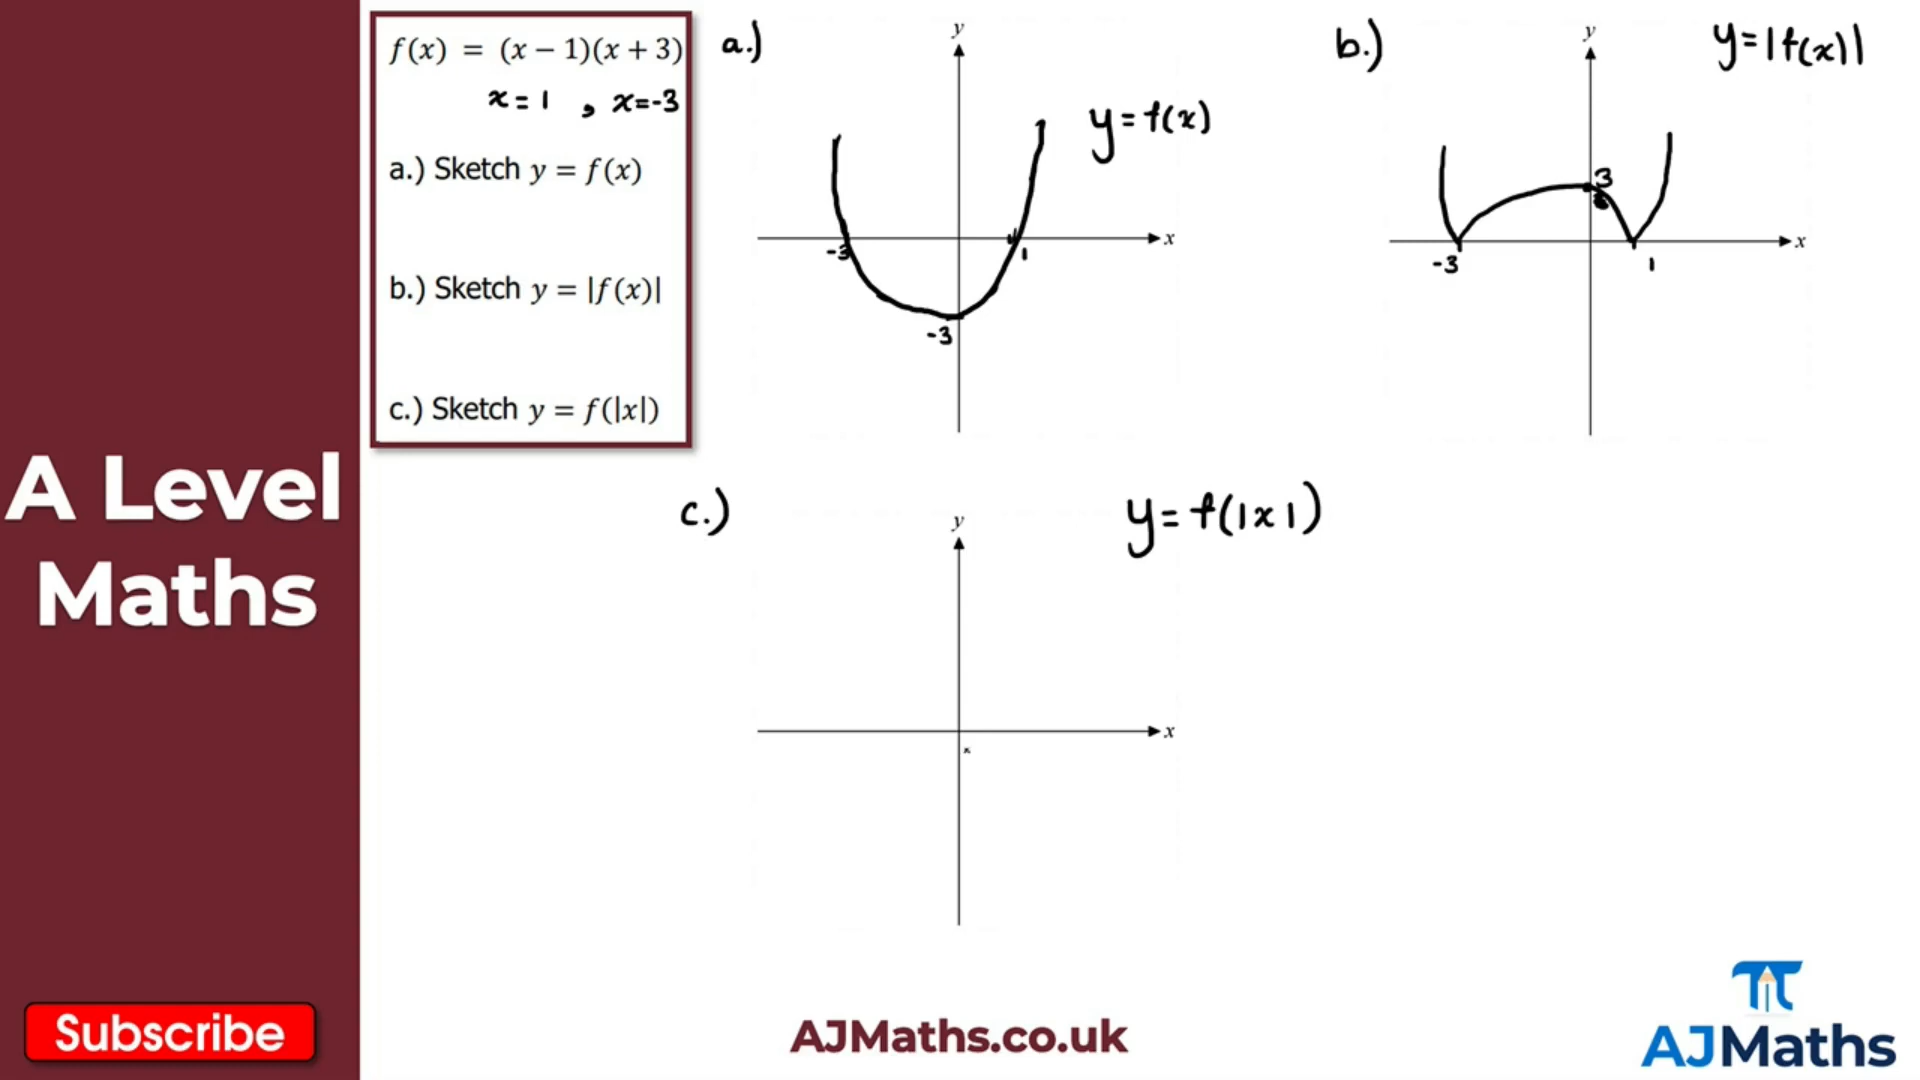 f(x) = (x − 1)(x + 3)
x = 1 , x=-3
a.) Sketch y = f(x)
b.) Sketch y = |f(x)|
c.) Sketch y = f(|x|)
a.)
y
y = f(x)
x
-3
1
-3
b.)
y
y=|f(x)|
3
x
-3
1
c.)
y
y= f(|x|)
x
A Level
Maths
Subscribe
AJMaths.co.uk
AJMaths